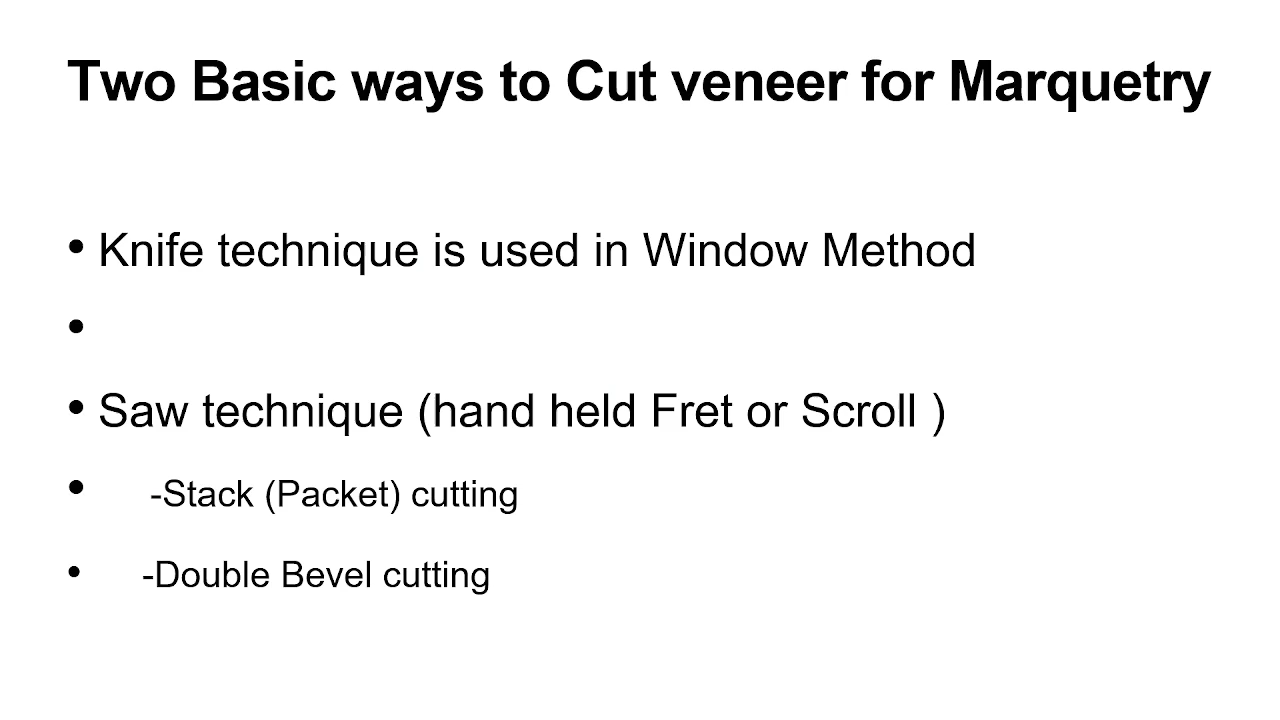 Two Basic ways to Cut veneer for Marquetry
• Knife technique is used in Window Method
•
• Saw technique (hand held Fret or Scroll )
• -Stack (Packet) cutting
• -Double Bevel cutting